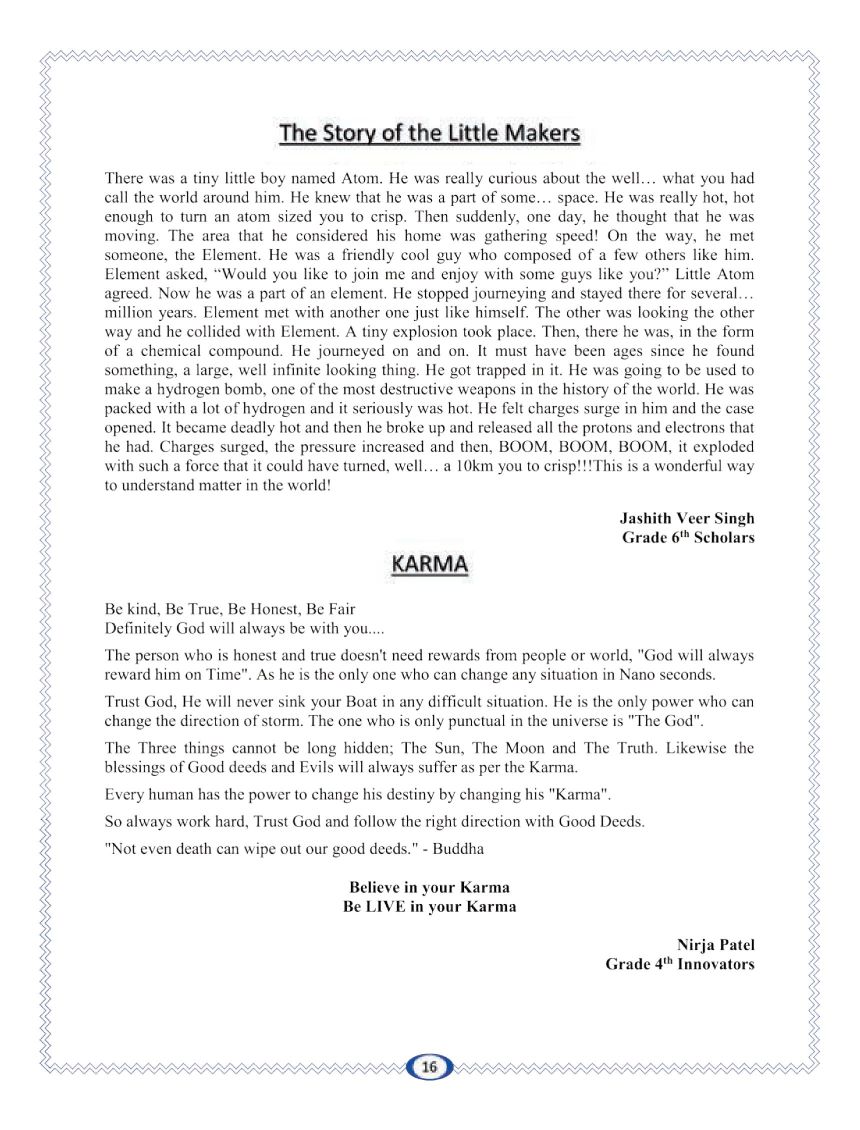 The Story of the Little Makers
There was a tiny little boy named Atom. He was really curious about the well… what you had
call the world around him. He knew that he was a part of some… space. He was really hot, hot
enough to turn an atom sized you to crisp. Then suddenly, one day, he thought that he was
moving. The area that he considered his home was gathering speed! On the way, he met
someone, the Element. He was a friendly cool guy who composed of a few others like him.
Element asked, “Would you like to join me and enjoy with some guys like you?” Little Atom
agreed. Now he was a part of an element. He stopped journeying and stayed there for several…
million years. Element met with another one just like himself. The other was looking the other
way and he collided with Element. A tiny explosion took place. Then, there he was, in the form
of a chemical compound. He journeyed on and on. It must have been ages since he found
something, a large, well infinite looking thing. He got trapped in it. He was going to be used to
make a hydrogen bomb, one of the most destructive weapons in the history of the world. He was
packed with a lot of hydrogen and it seriously was hot. He felt charges surge in him and the case
opened. It became deadly hot and then he broke up and released all the protons and electrons that
he had. Charges surged, the pressure increased and then, BOOM, BOOM, BOOM, it exploded
with such a force that it could have turned, well… a 10km you to crisp!!!This is a wonderful way
to understand matter in the world!
Jashith Veer Singh
Grade 6th Scholars
KARMA
Be kind, Be True, Be Honest, Be Fair
Definitely God will always be with you....
The person who is honest and true doesn't need rewards from people or world, "God will always
reward him on Time". As he is the only one who can change any situation in Nano seconds.
Trust God, He will never sink your Boat in any difficult situation. He is the only power who can
change the direction of storm. The one who is only punctual in the universe is "The God".
The Three things cannot be long hidden; The Sun, The Moon and The Truth. Likewise the
blessings of Good deeds and Evils will always suffer as per the Karma.
Every human has the power to change his destiny by changing his "Karma".
So always work hard, Trust God and follow the right direction with Good Deeds.
"Not even death can wipe out our good deeds." - Buddha
Believe in your Karma
Be LIVE in your Karma
Nirja Patel
Grade 4th Innovators
16